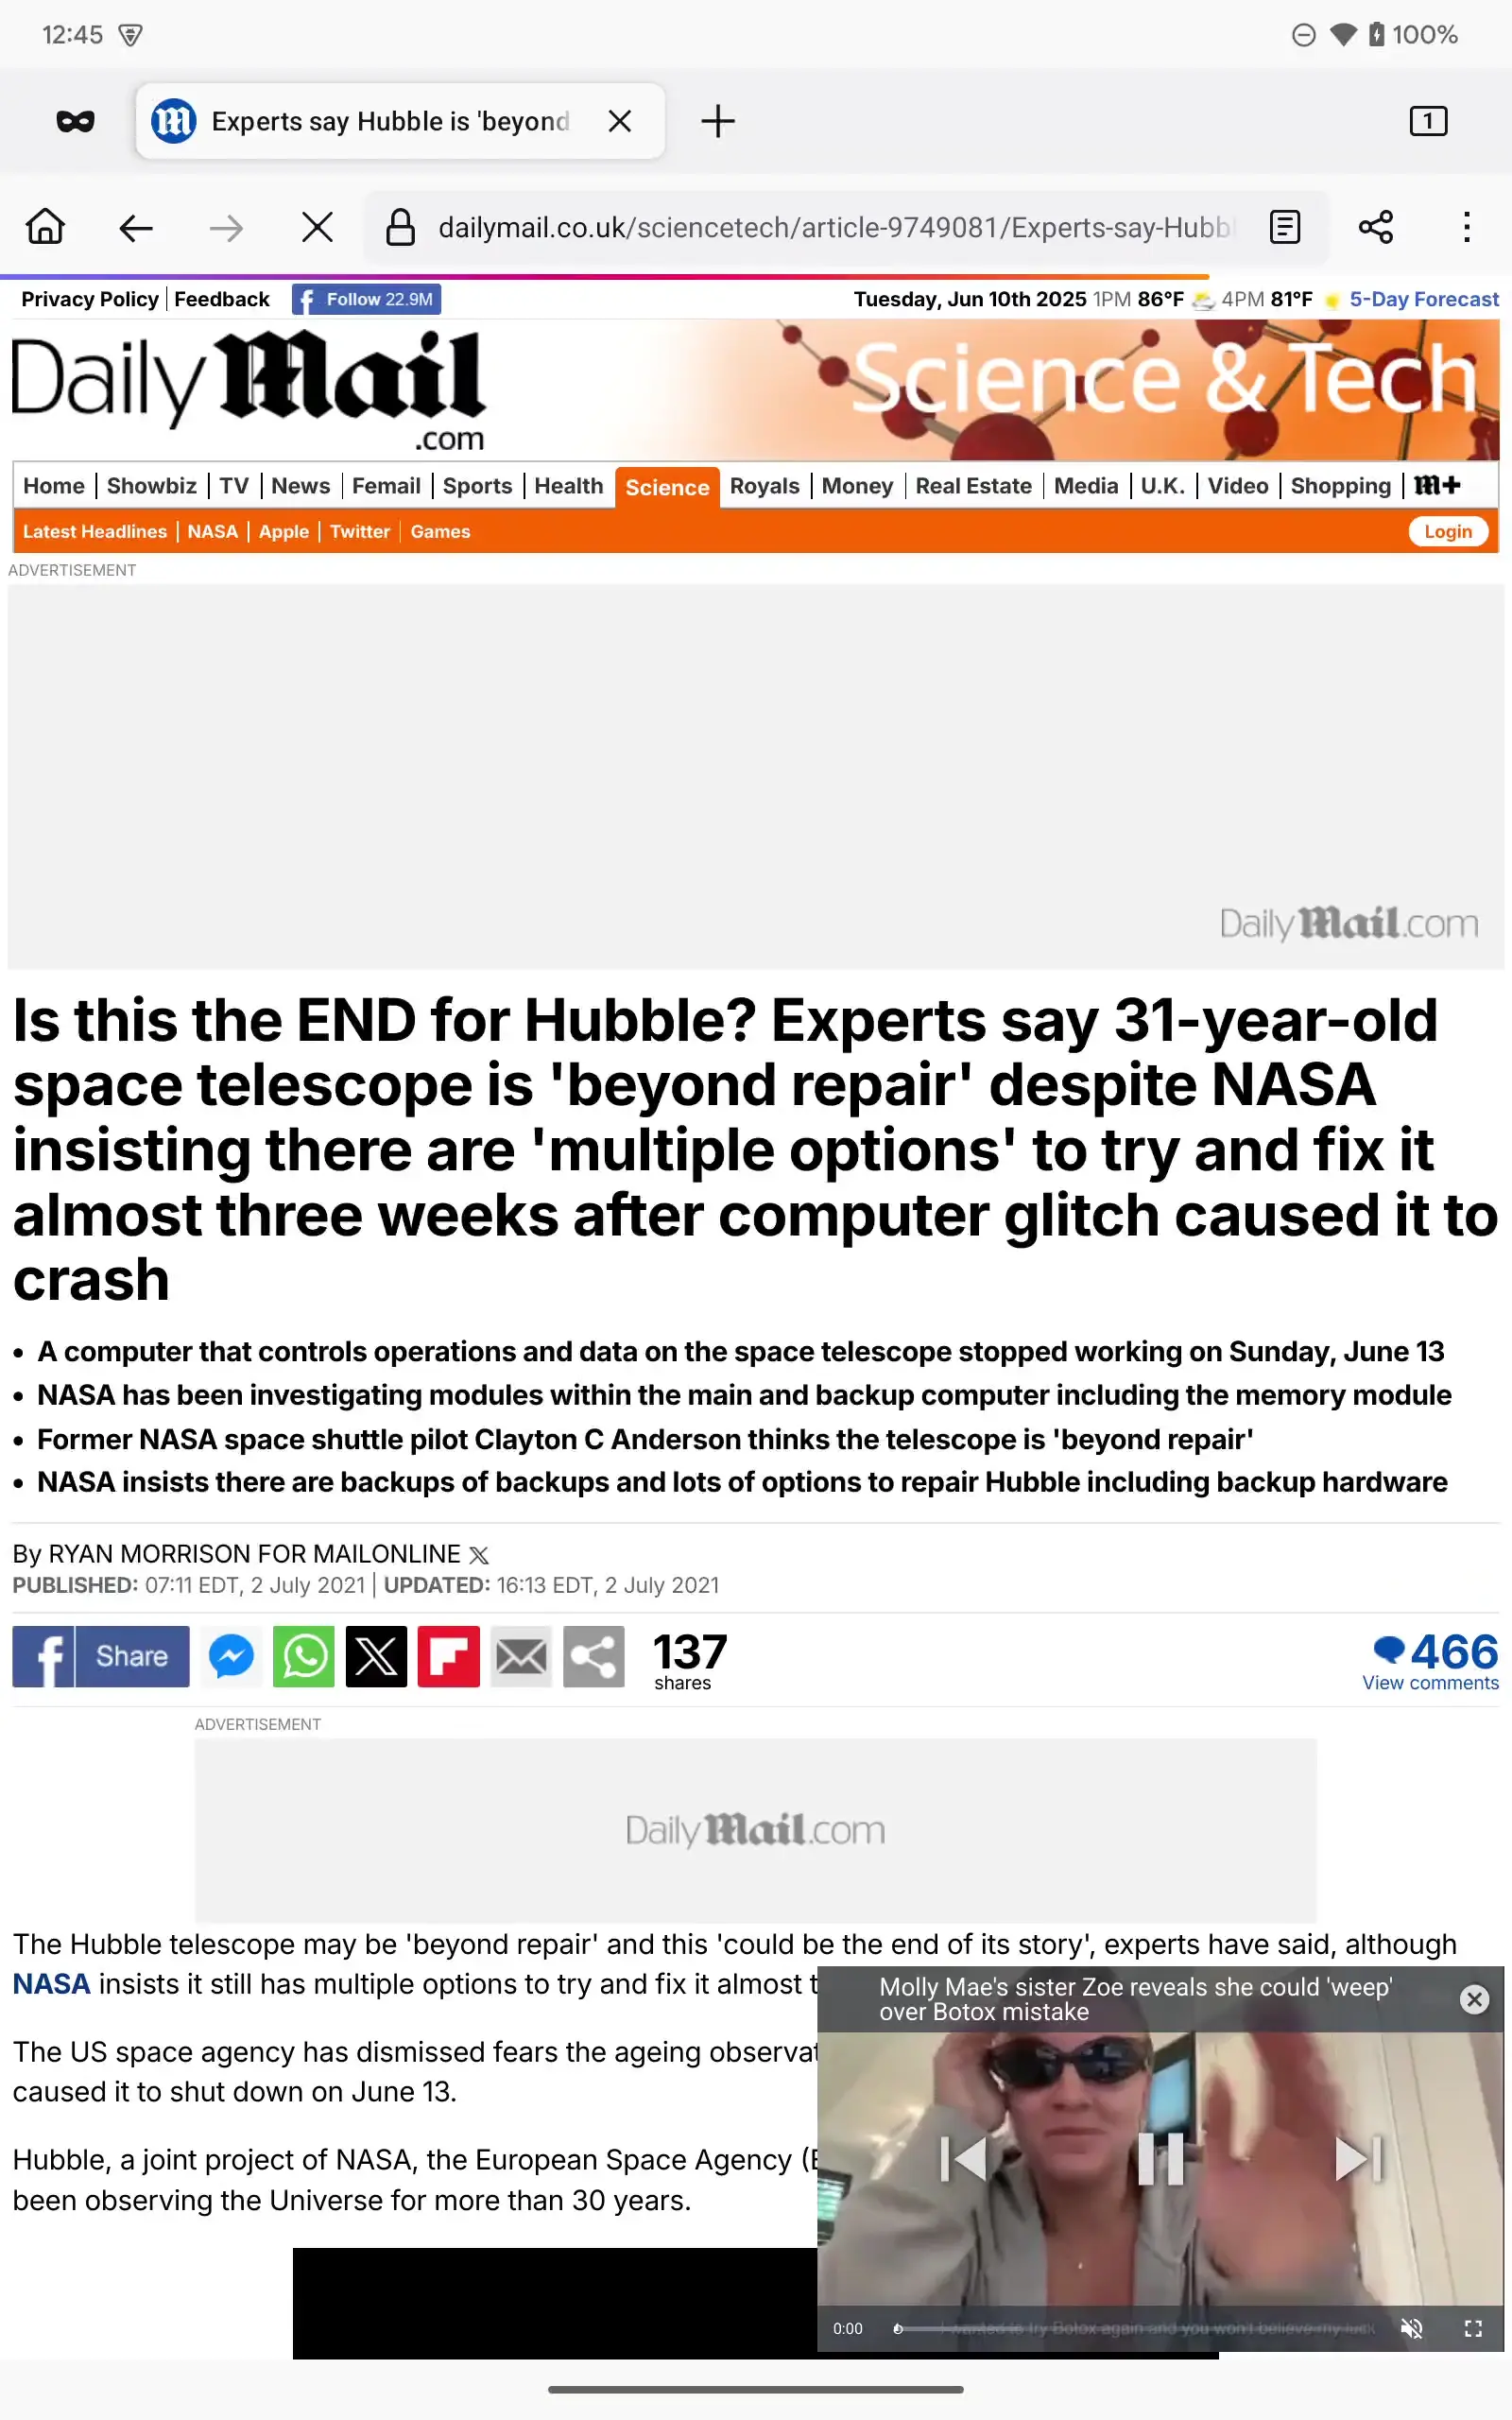 12:45
100%
Experts say Hubble is 'beyond
1
dailymail.co.uk/sciencetech/article-9749081/Experts-say-Hubbl
Privacy Policy | Feedback
f Follow 22.9M
Tuesday, Jun 10th 2025 1PM 86°F 4PM 81°F 5-Day Forecast
Daily Mail
.com
Science & Tech
Home | Showbiz | TV | News | Femail | Sports | Health Science Royals | Money | Real Estate | Media | U.K. | Video | Shopping | m+
Latest Headlines | NASA | Apple | Twitter | Games
Login
ADVERTISEMENT
Daily Mail.com
Is this the END for Hubble? Experts say 31-year-old
space telescope is 'beyond repair' despite NASA
insisting there are 'multiple options' to try and fix it
almost three weeks after computer glitch caused it to
crash
• A computer that controls operations and data on the space telescope stopped working on Sunday, June 13
• NASA has been investigating modules within the main and backup computer including the memory module
• Former NASA space shuttle pilot Clayton C Anderson thinks the telescope is 'beyond repair'
• NASA insists there are backups of backups and lots of options to repair Hubble including backup hardware
By RYAN MORRISON FOR MAILONLINE
PUBLISHED: 07:11 EDT, 2 July 2021 | UPDATED: 16:13 EDT, 2 July 2021
f Share
137
shares
466
View comments
ADVERTISEMENT
Daily Mail.com
The Hubble telescope may be 'beyond repair' and this 'could be the end of its story', experts have said, although
NASA insists it still has multiple options to try and fix it almost t
The US space agency has dismissed fears the ageing observat
caused it to shut down on June 13.
Hubble, a joint project of NASA, the European Space Agency (E
been observing the Universe for more than 30 years.
Molly Mae's sister Zoe reveals she could 'weep'
over Botox mistake
0:00
I wanted to try Botox again and you won't believe my luck